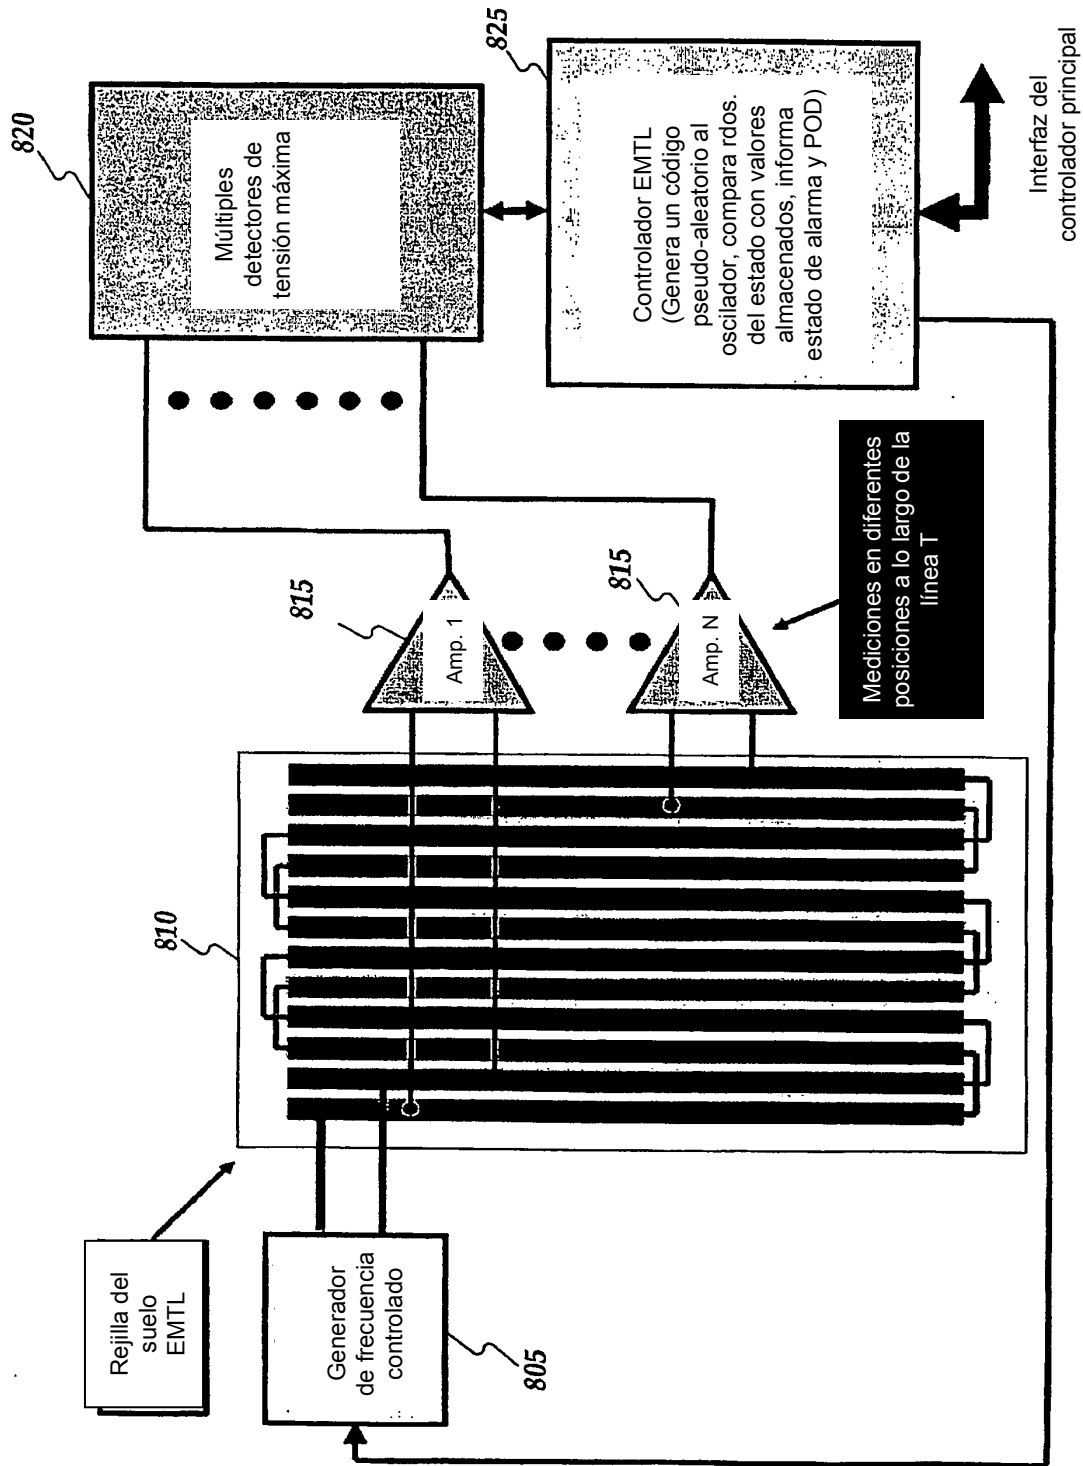 820
Múltiples
detectores de
tensión máxima
825
Controlador EMTL
(Genera un código
pseudo-aleatorio al
oscilador, compara rdos.
del estado con valores
almacenados, informa
estado de alarma y POD)
Interfaz del
controlador principal
815
Amp. 1
815
Amp. N
Mediciones en diferentes
posiciones a lo largo de la
línea T
810
Rejilla del
suelo
EMTL
Generador
de frecuencia
controlado
805